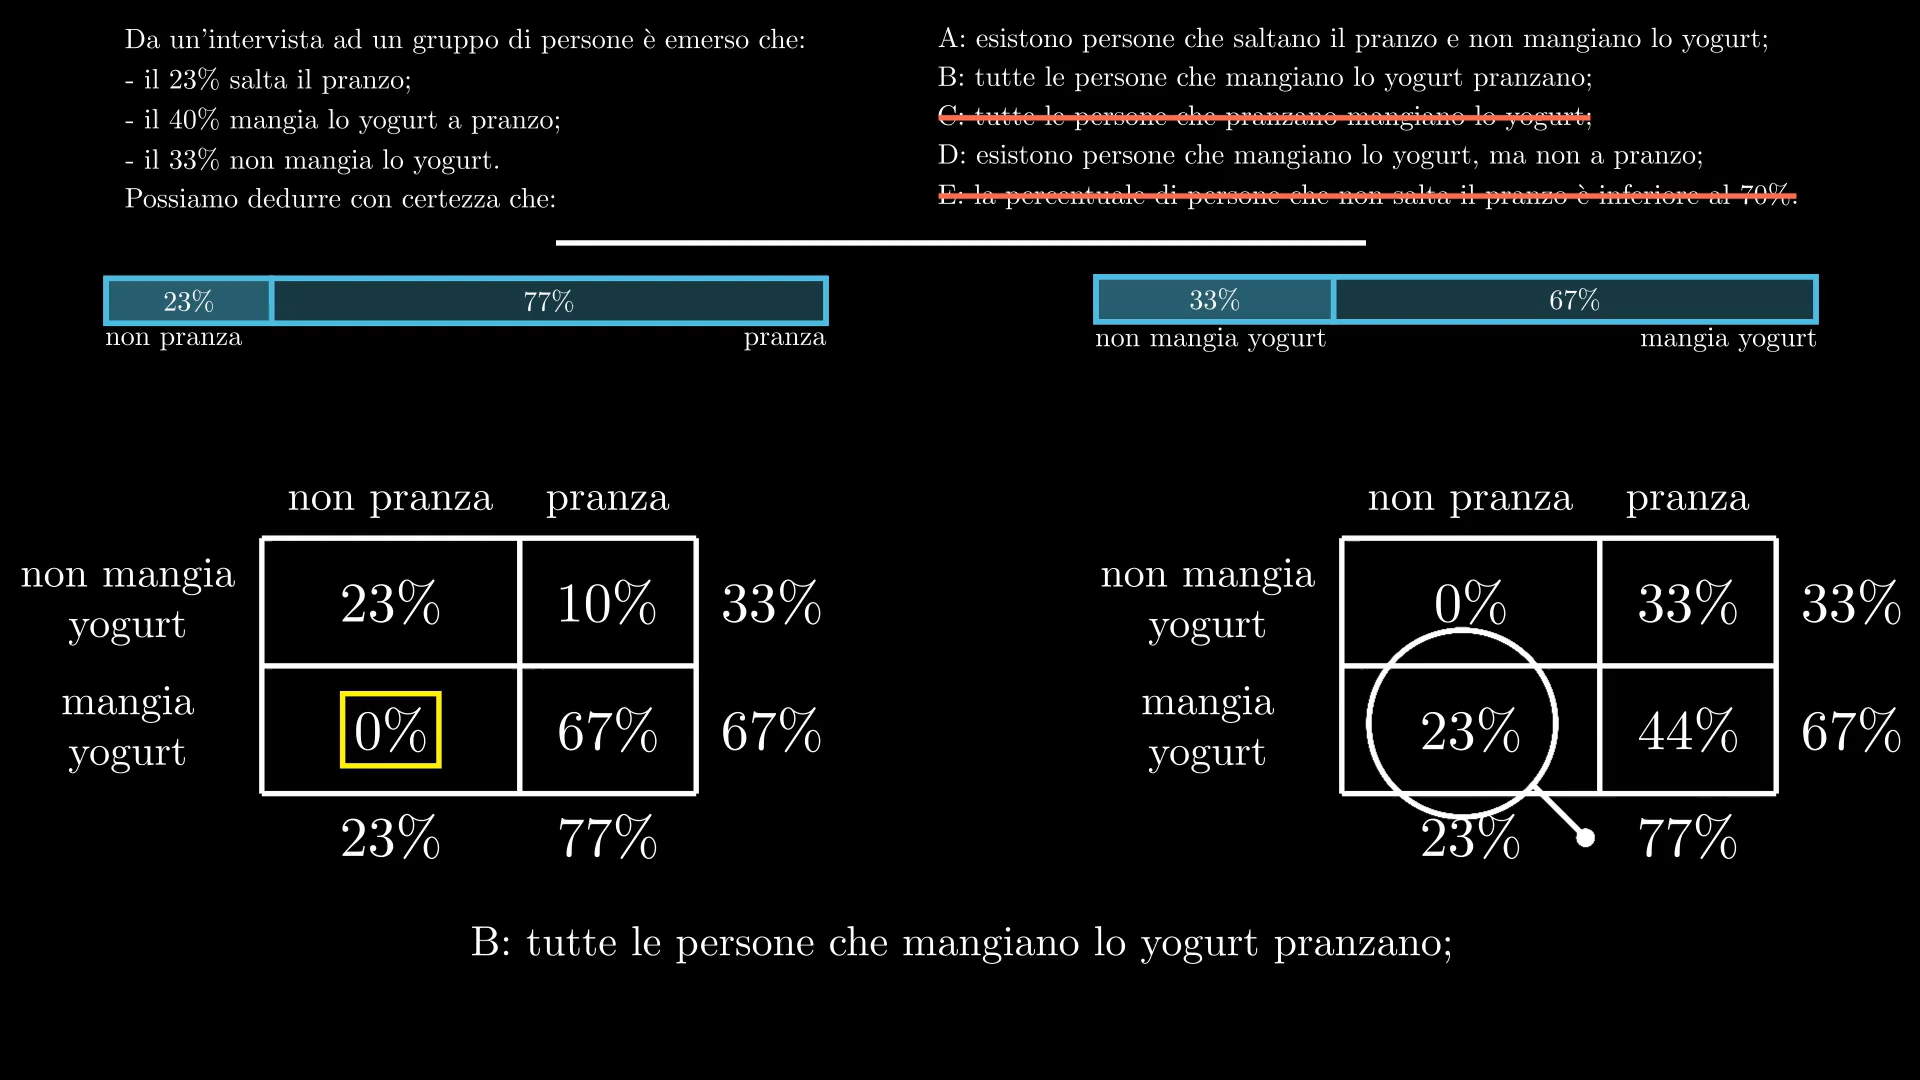 Da un'intervista ad un gruppo di persone è emerso che:
- il 23% salta il pranzo;
- il 40% mangia lo yogurt a pranzo;
- il 33% non mangia lo yogurt.
Possiamo dedurre con certezza che:
A: esistono persone che saltano il pranzo e non mangiano lo yogurt;
B: tutte le persone che mangiano lo yogurt pranzano;
C: tutte le persone che pranzano mangiano lo yogurt;
D: esistono persone che mangiano lo yogurt, ma non a pranzo;
E: la percentuale di persone che non salta il pranzo è inferiore al 70%.
23% 77%
non pranza pranza
33% 67%
non mangia yogurt mangia yogurt
non pranza pranza
non mangia
yogurt
23% 10% 33%
mangia
yogurt
0% 67% 67%
23% 77%
non pranza pranza
non mangia
yogurt
0% 33% 33%
mangia
yogurt
23% 44% 67%
23% 77%
B: tutte le persone che mangiano lo yogurt pranzano;